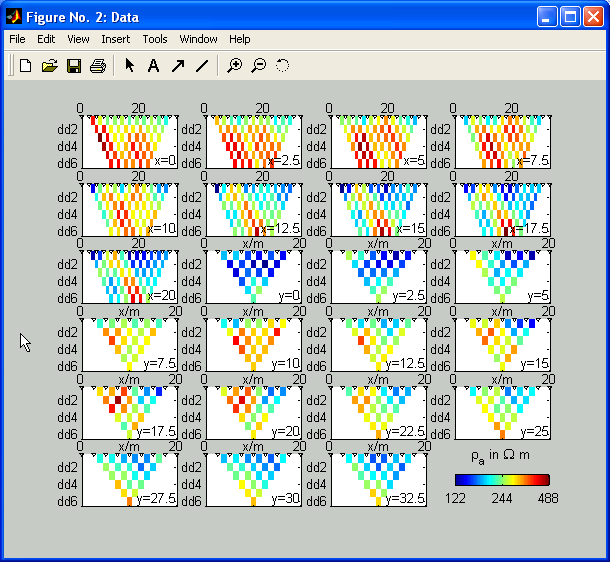 Figure No. 2: Data
File Edit View Insert Tools Window Help
A
0 20 0 20 0 20 0 20
dd2 dd2 dd2 dd2
dd4 dd4 dd4 dd4
dd6 x=0 dd6 x=2.5 dd6 x=5 dd6 x=7.5
0 20 0 20 0 20 0 20
dd2 dd2 dd2 dd2
dd4 dd4 dd4 dd4
dd6 x=10 dd6 x=12.5 dd6 x=15 dd6 x=17.5
0 20 0 x/m 20 0 x/m 20 0 x/m 20
dd2 dd2 dd2 dd2
dd4 dd4 dd4 dd4
dd6 x=20 dd6 y=0 dd6 y=2.5 dd6 y=5
0 x/m 20 0 x/m 20 0 x/m 20 0 x/m 20
dd2 dd2 dd2 dd2
dd4 dd4 dd4 dd4
dd6 y=7.5 dd6 y=10 dd6 y=12.5 dd6 y=15
0 x/m 20 0 x/m 20 0 x/m 20 0 x/m 20
dd2 dd2 dd2 dd2
dd4 dd4 dd4 dd4
dd6 y=17.5 dd6 y=20 dd6 y=22.5 dd6 y=25
0 x/m 20 0 x/m 20 0 x/m 20
dd2 dd2 dd2
dd4 dd4 dd4
dd6 y=27.5 dd6 y=30 dd6 y=32.5
ρa in Ω m
122 244 488